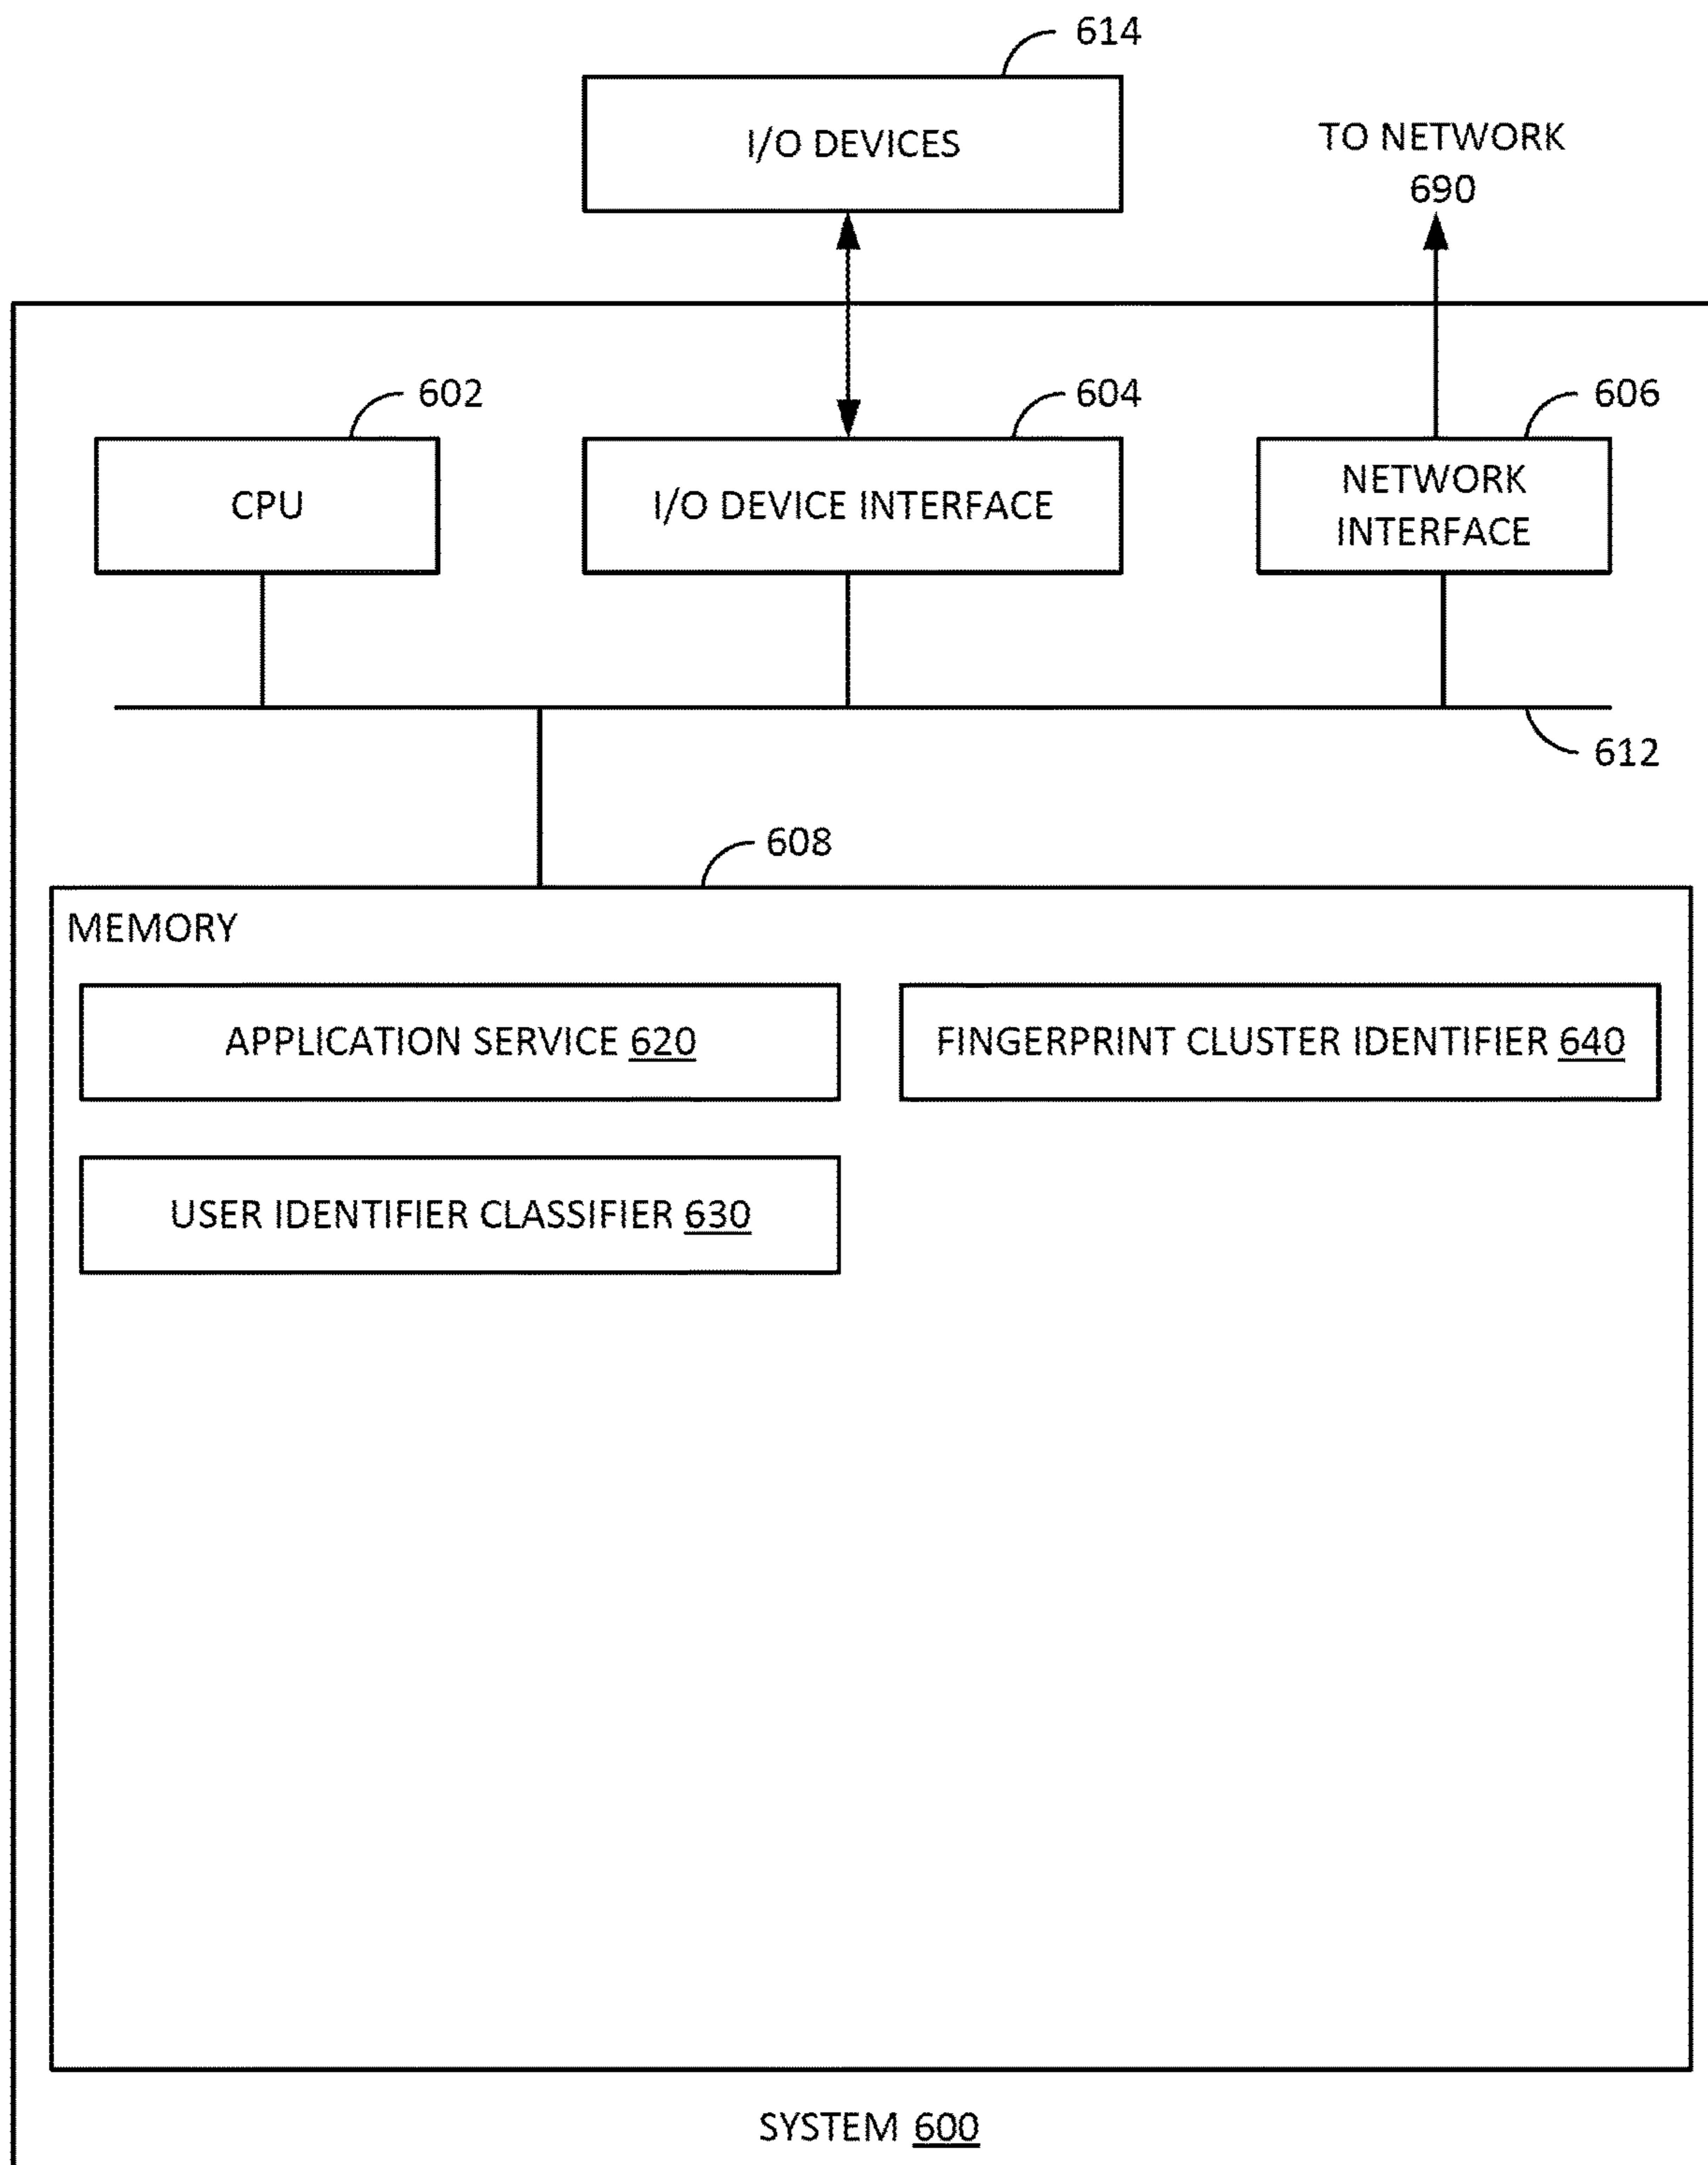 614
I/O DEVICES
TO NETWORK
690
602
604
606
CPU
I/O DEVICE INTERFACE
NETWORK
INTERFACE
612
608
MEMORY
APPLICATION SERVICE 620
FINGERPRINT CLUSTER IDENTIFIER 640
USER IDENTIFIER CLASSIFIER 630
SYSTEM 600